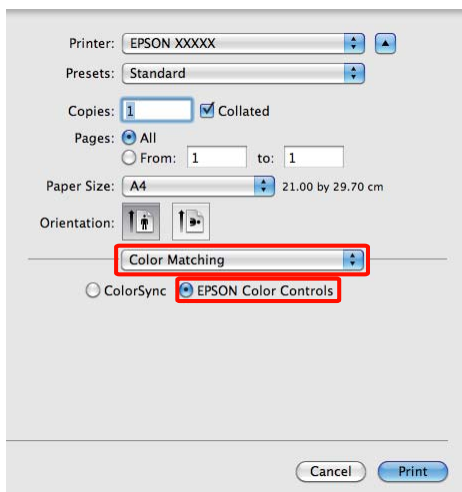 Printer: EPSON XXXXX
Presets: Standard
Copies: 1 Collated
Pages: All
From: 1 to: 1
Paper Size: A4 21.00 by 29.70 cm
Orientation:
Color Matching
ColorSync EPSON Color Controls
Cancel Print